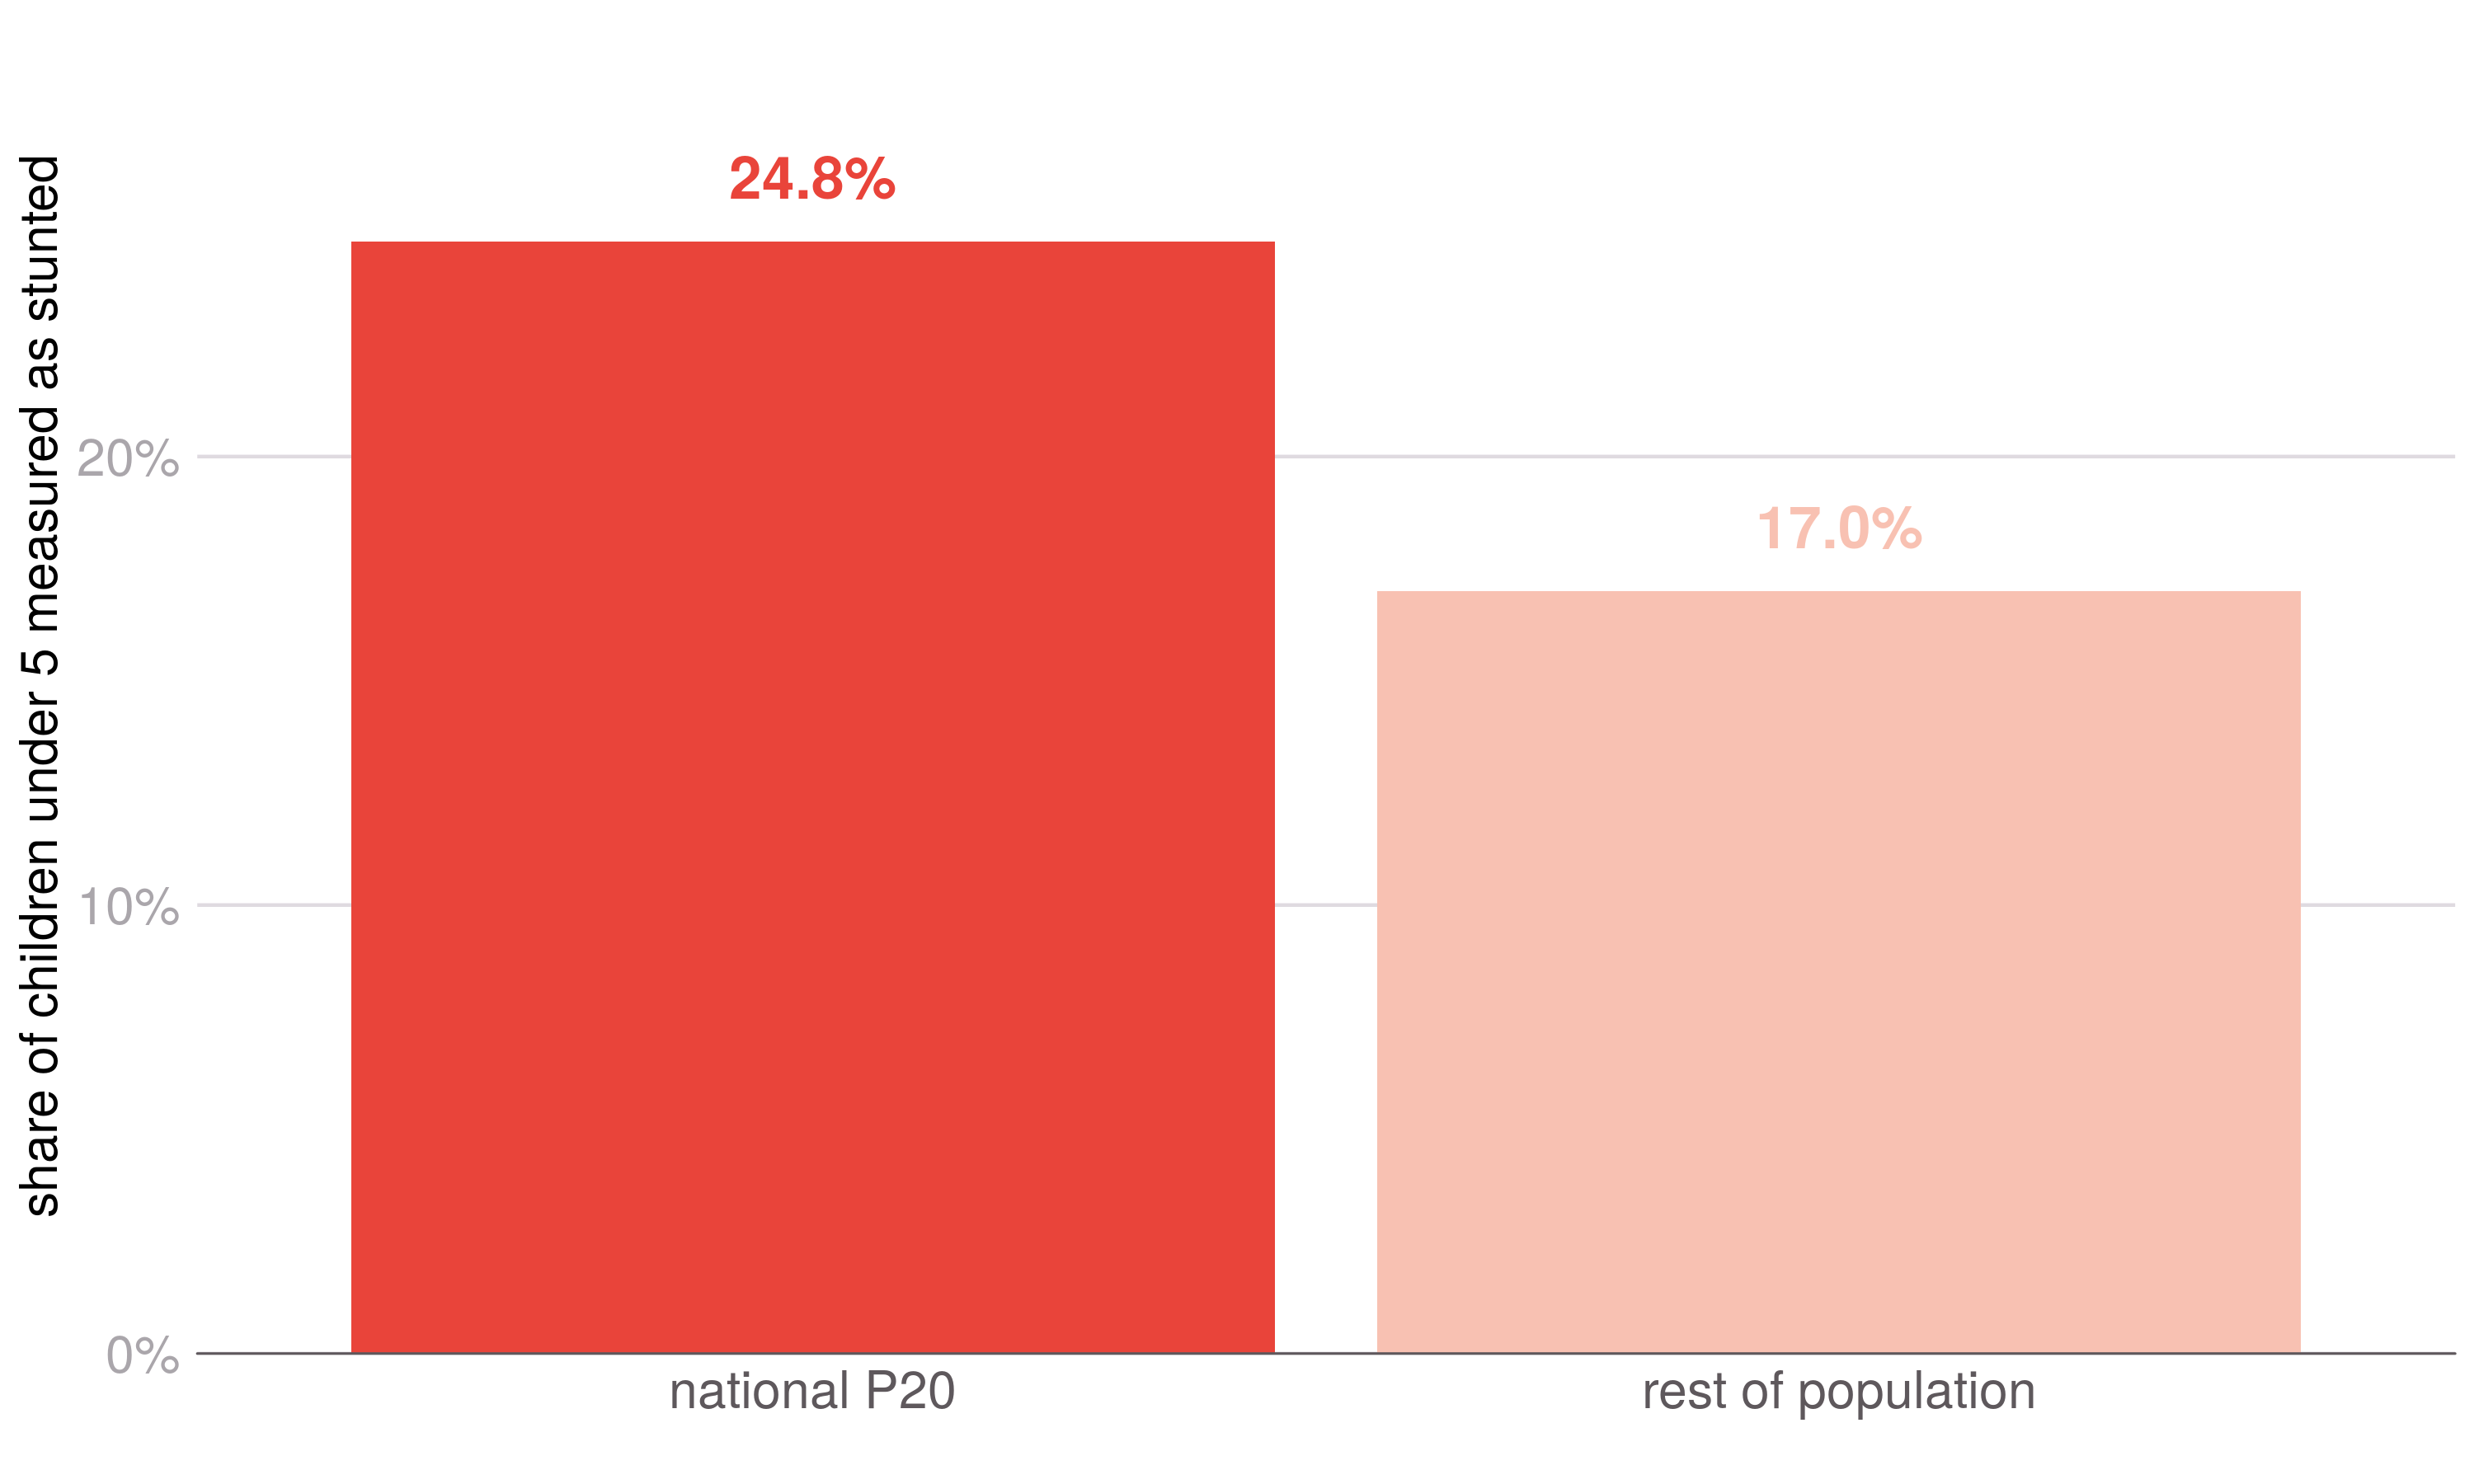 share of children under 5 measured as stunted
20%
10%
0%
24.8%
17.0%
national P20
rest of population